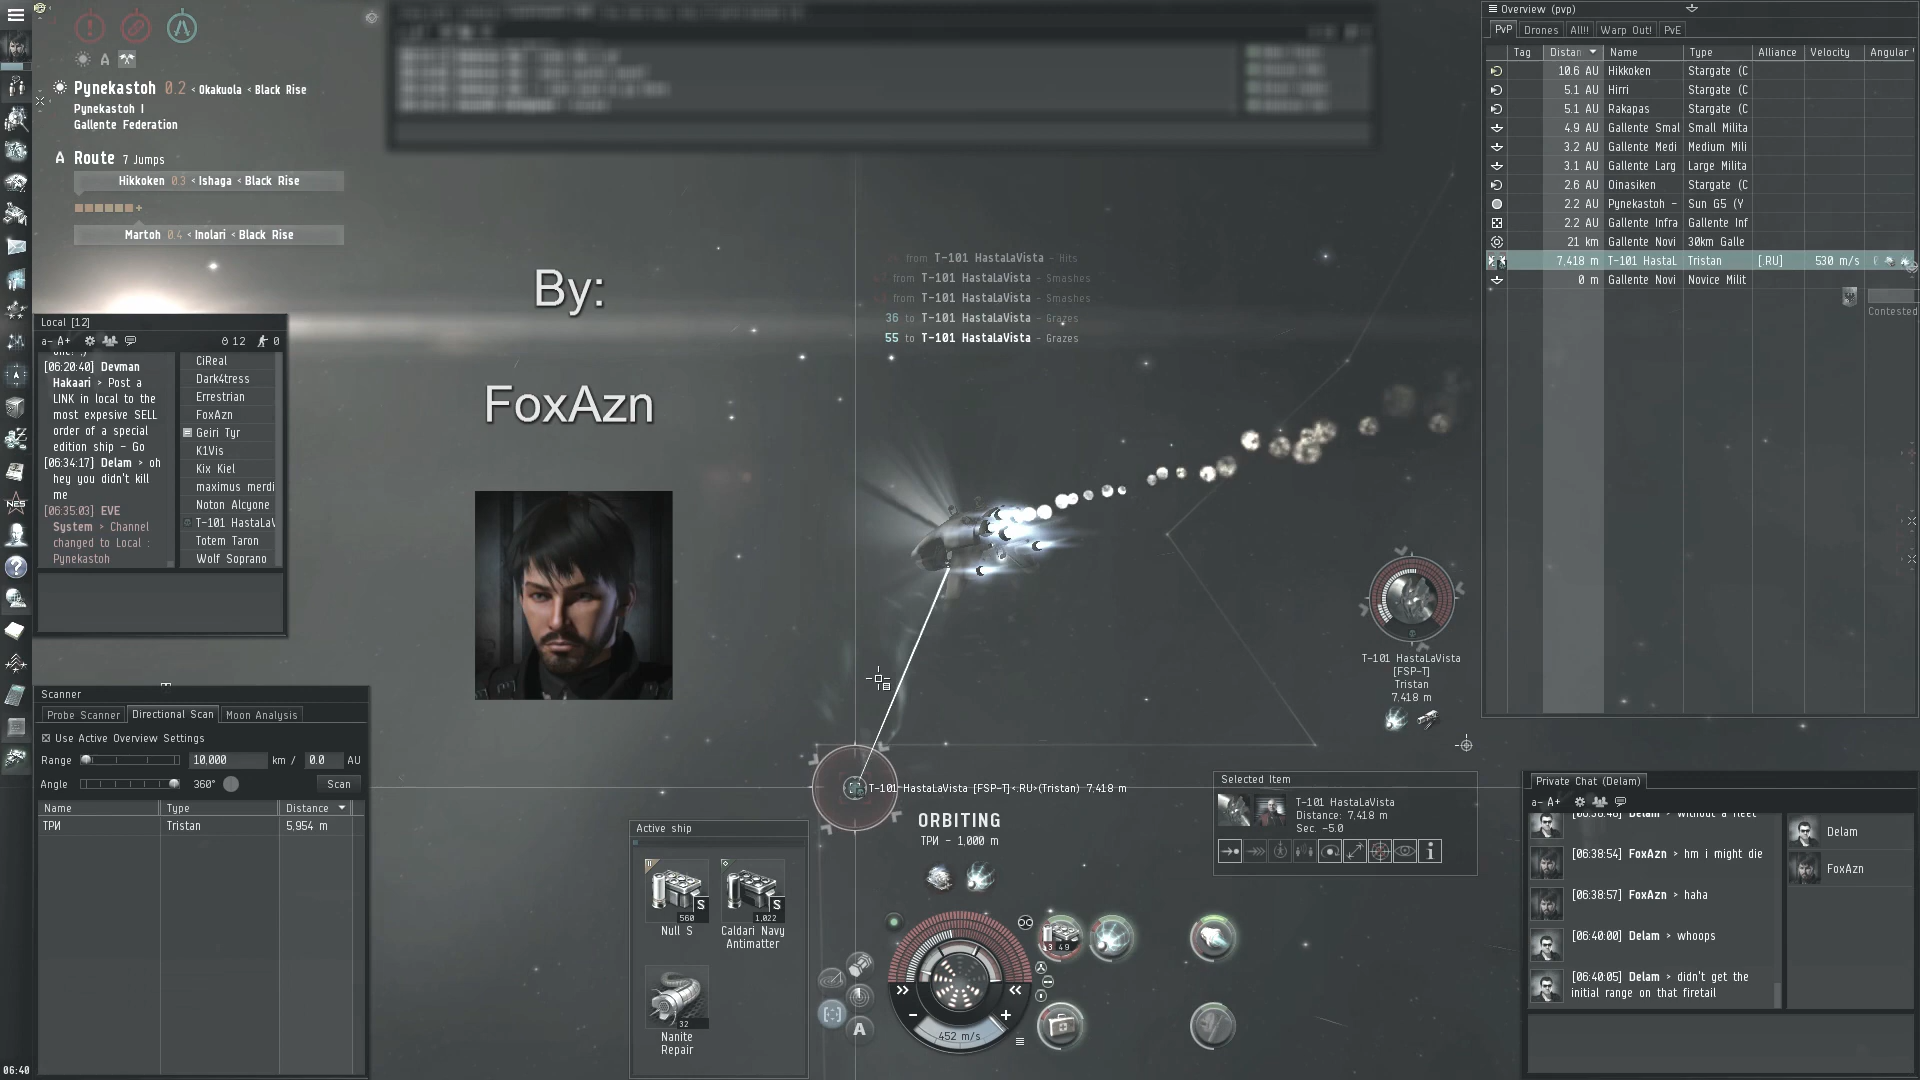 Pynekastoh 0.2 < Okakuola < Black Rise
Pynekastoh I
Gallente Federation
A Route 7 Jumps
Hikkoken 0.3 < Ishaga < Black Rise
Martoh 0.4 < Inolari < Black Rise
By:
FoxAzn
from T-101 HastaLaVista - Hits
from T-101 HastaLaVista - Smashes
from T-101 HastaLaVista - Smashes
36 to T-101 HastaLaVista - Grazes
55 to T-101 HastaLaVista - Grazes
Local [12]
a- A+ 12 0
[06:20:40] Devman
Hakaari > Post a
LINK in local to the
most expesive SELL
order of a special
edition ship - Go
[06:34:17] Delam > oh
hey you didn't kill
me
[06:35:03] EVE
System > Channel
changed to Local :
Pynekastoh
CiReal
Dark4tress
Errestrian
FoxAzn
Geiri Tyr
K1Vis
Kix Kiel
maximus merdi
Noton Alcyone
T-101 HastaLaV
Totem Taron
Wolf Soprano
Scanner
Probe Scanner Directional Scan Moon Analysis
Use Active Overview Settings
Range 10,000 km / 0.0 AU
Angle 360° Scan
Name Type Distance
ТРИ Tristan 5,954 m
06:40
NES
Active ship
560 1,022
Null S Caldari Navy
Antimatter
32
Nanite
Repair
T-101 HastaLaVista [FSP-T]<.RU>(Tristan) 7,418 m
ORBITING
ТРИ - 1,000 m
452 m/s
T-101 HastaLaVista
[FSP-T]
Tristan
7,418 m
Selected Item
T-101 HastaLaVista
Distance: 7,418 m
Sec. -5.0
Overview (pvp)
PvP Drones All!! Warp Out! PvE
Tag Distan Name Type Alliance Velocity Angular
10.6 AU Hikkoken Stargate (C
5.1 AU Hirri Stargate (C
5.1 AU Rakapas Stargate (C
4.9 AU Gallente Smal Small Milita
3.2 AU Gallente Medi Medium Mili
3.1 AU Gallente Larg Large Milita
2.6 AU Oinasiken Stargate (C
2.2 AU Pynekastoh - Sun G5 (Y
2.2 AU Gallente Infra Gallente Inf
21 km Gallente Novi 30km Galle
7,418 m T-101 HastaL Tristan [.RU] 530 m/s
0 m Gallente Novi Novice Milit
Contested
Private Chat (Delam)
a- A+
[06:38:54] FoxAzn > hm i might die
[06:38:57] FoxAzn > haha
[06:40:00] Delam > whoops
[06:40:05] Delam > didn't get the
initial range on that firetail
Delam
FoxAzn